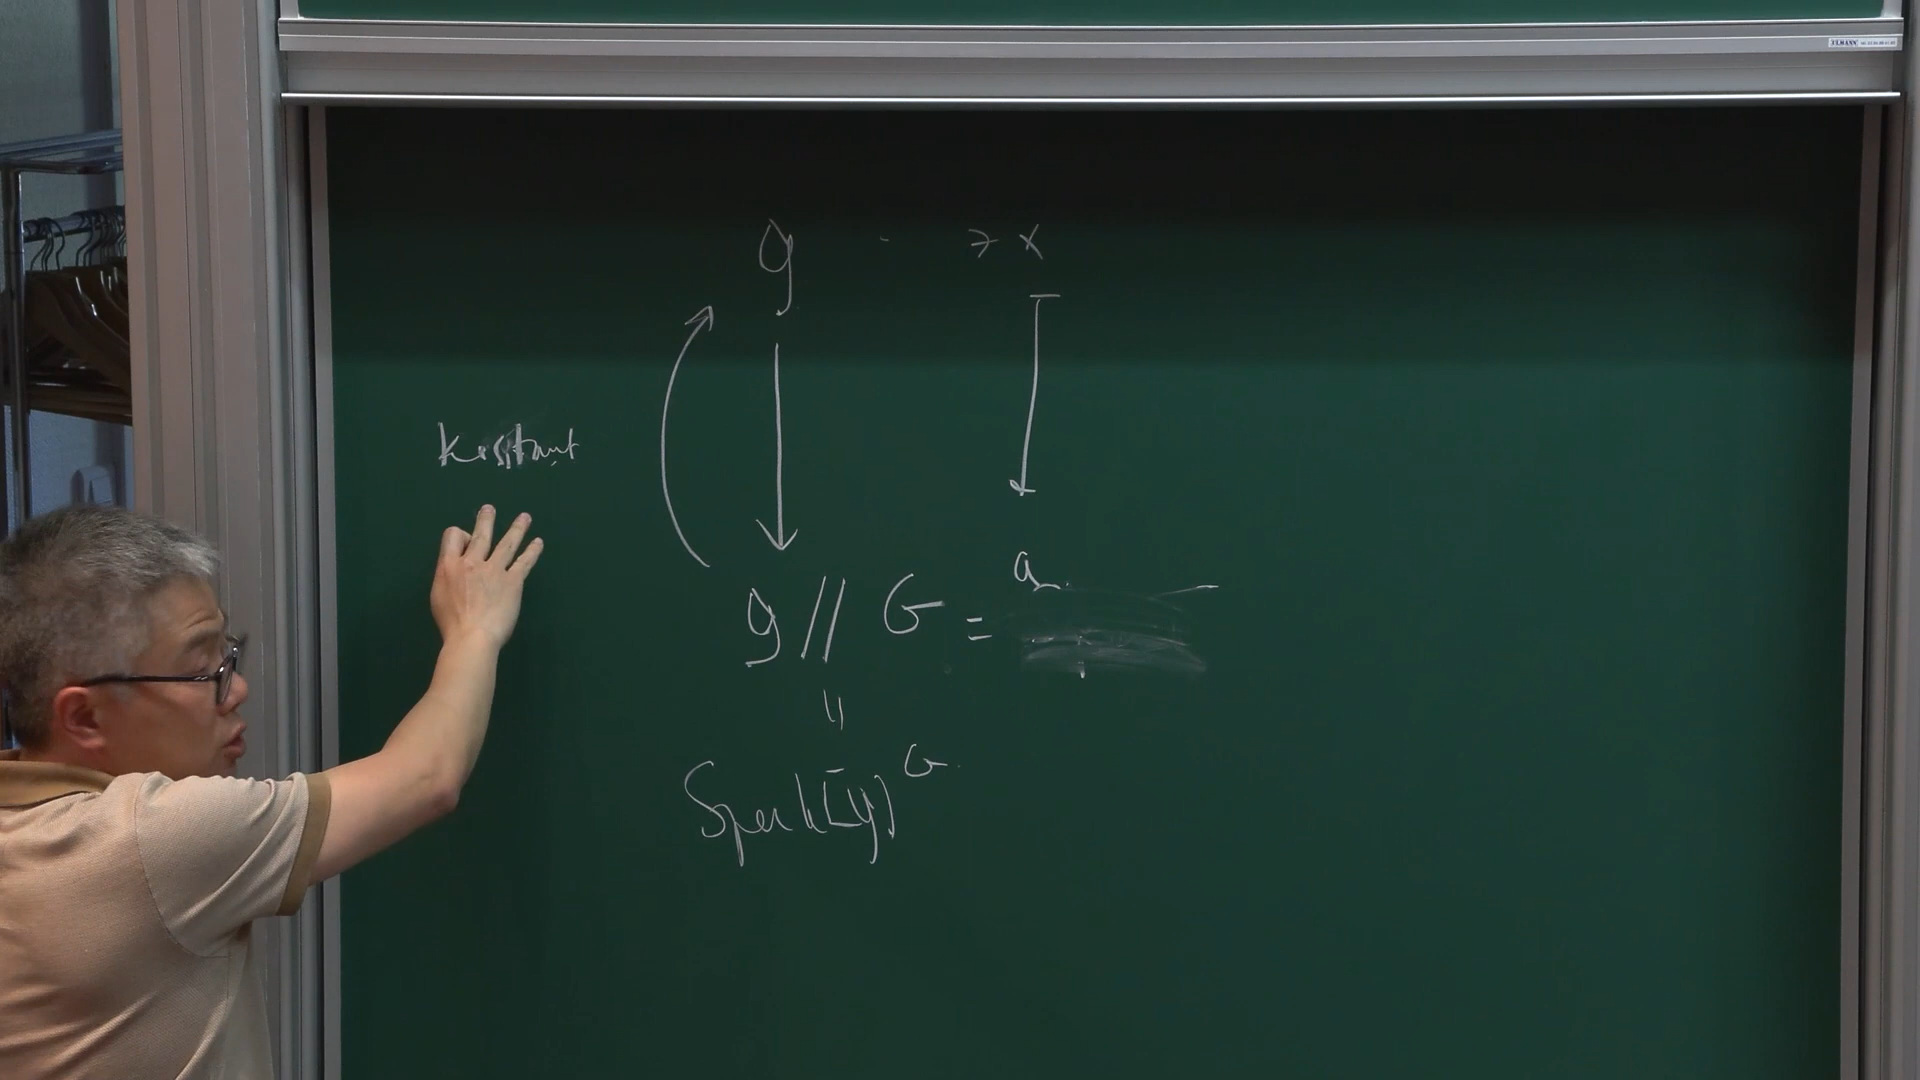 g ∋ x
Kostant
a
g // G =
||
Spec k[g]^G